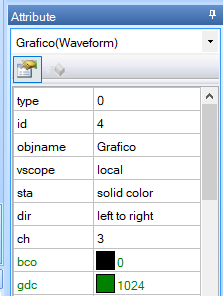 Attribute
Grafico(Waveform)
type 0
id 4
objname Grafico
vscope local
sta solid color
dir left to right
ch 3
bco 0
gdc 1024